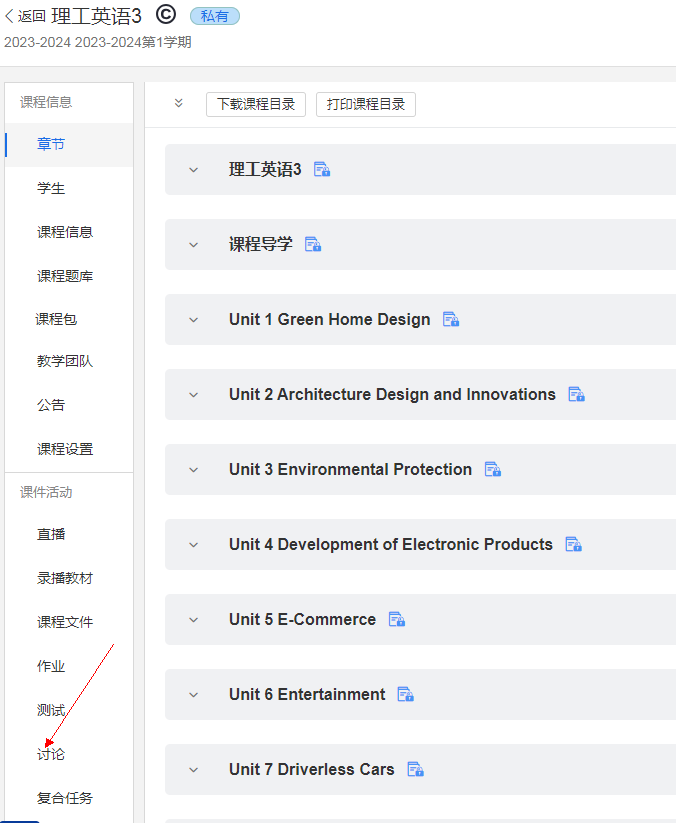 返回 理工英语3 © 私有
2023-2024 2023-2024第1学期
课程信息
章节
学生
课程信息
课程题库
课程包
教学团队
公告
课程设置
课件活动
直播
录播教材
课程文件
作业
测试
讨论
复合任务
下载课程目录 打印课程目录
理工英语3
课程导学
Unit 1 Green Home Design
Unit 2 Architecture Design and Innovations
Unit 3 Environmental Protection
Unit 4 Development of Electronic Products
Unit 5 E-Commerce
Unit 6 Entertainment
Unit 7 Driverless Cars